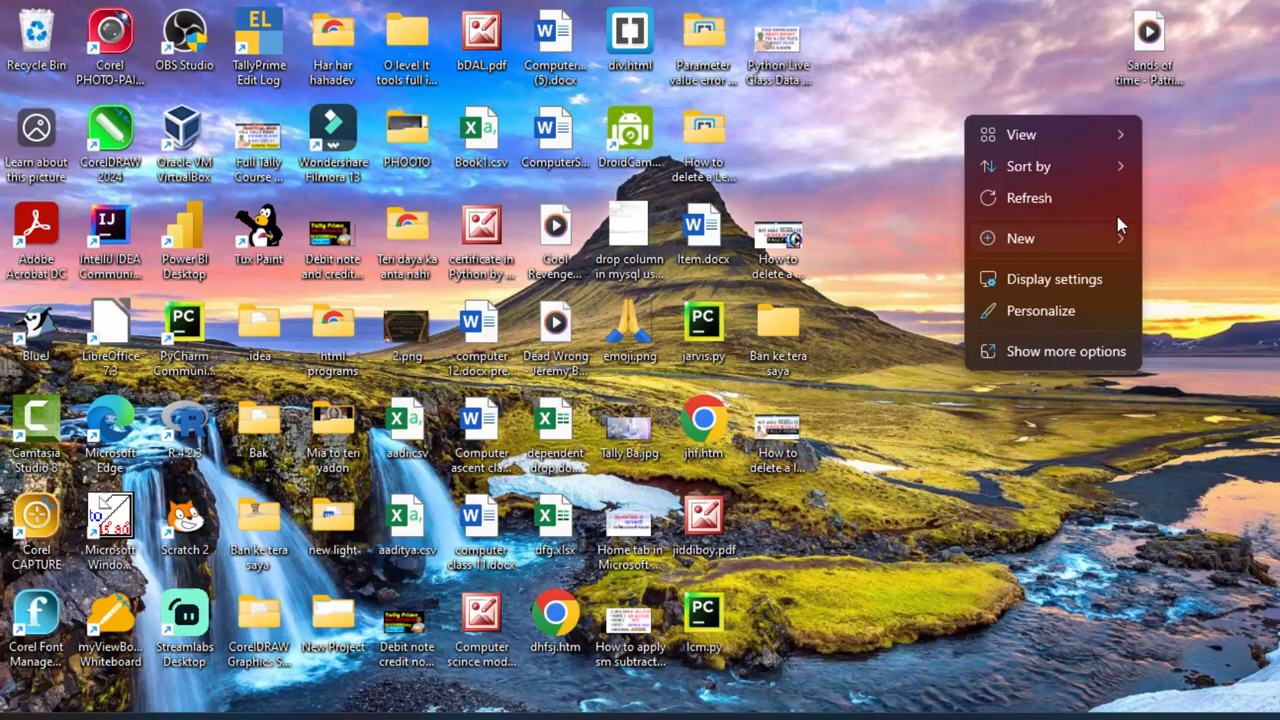 Recycle Bin
Corel
PHOTO-PAI...
OBS Studio
EL
TallyPrime
Edit Log
Har har
hahadev
O level It
tools full i...
bDAL.pdf
Computer...
(5).docx
div.html
Parameter
value error ...
Python Live
Class Data ...
Sands of
time - Patri...
Learn about
this picture
CorelDRAW
2024
Oracle VM
VirtualBox
Full Tally
Course ...
Wondershare
Filmora 13
PHOOTO
Book1.csv
ComputerS...
DroidCam...
How to
delete a Le...
View
Sort by
Refresh
New
Display settings
Personalize
Show more options
Adobe
Acrobat DC
IJ
IntelliJ IDEA
Communi...
Power BI
Desktop
Tux Paint
Tally Prime
Debit note
and credit...
Teri daya ka
anta nahi
certificate in
Python by ...
Cool
Revenge...
drop column
in mysql us...
Item.docx
How to
delete a ...
BlueJ
LibreOffice
7.3
PC
PyCharm
Communi...
.idea
html
programs
2.png
computer
12.docx-pre...
Dead Wrong
- Jeremy B...
emoji.png
PC
jarvis.py
Ban ke tera
saya
Camtasia
Studio 8
Microsoft
Edge
R 4.2.3
Bak
Mia to teri
yadon
aadi.csv
Computer
ascent cla...
dependent
drop do...
Tally Ba.jpg
jhf.htm
How to
delete a l...
Corel
CAPTURE
Microsoft
Windo...
Scratch 2
Ban ke tera
saya
new light
aaditya.csv
computer
class 11.docx
dfg.xlsx
Home tab in
Microsoft ...
jiddiboy.pdf
Corel Font
Manage...
myViewBo...
Whiteboard
Streamlabs
Desktop
CorelDRAW
Graphics S...
New Project
Tally Prime
Debit note
credit no...
Computer
scince mod...
dhfsj.htm
How to apply
sm subtract...
PC
lcm.py